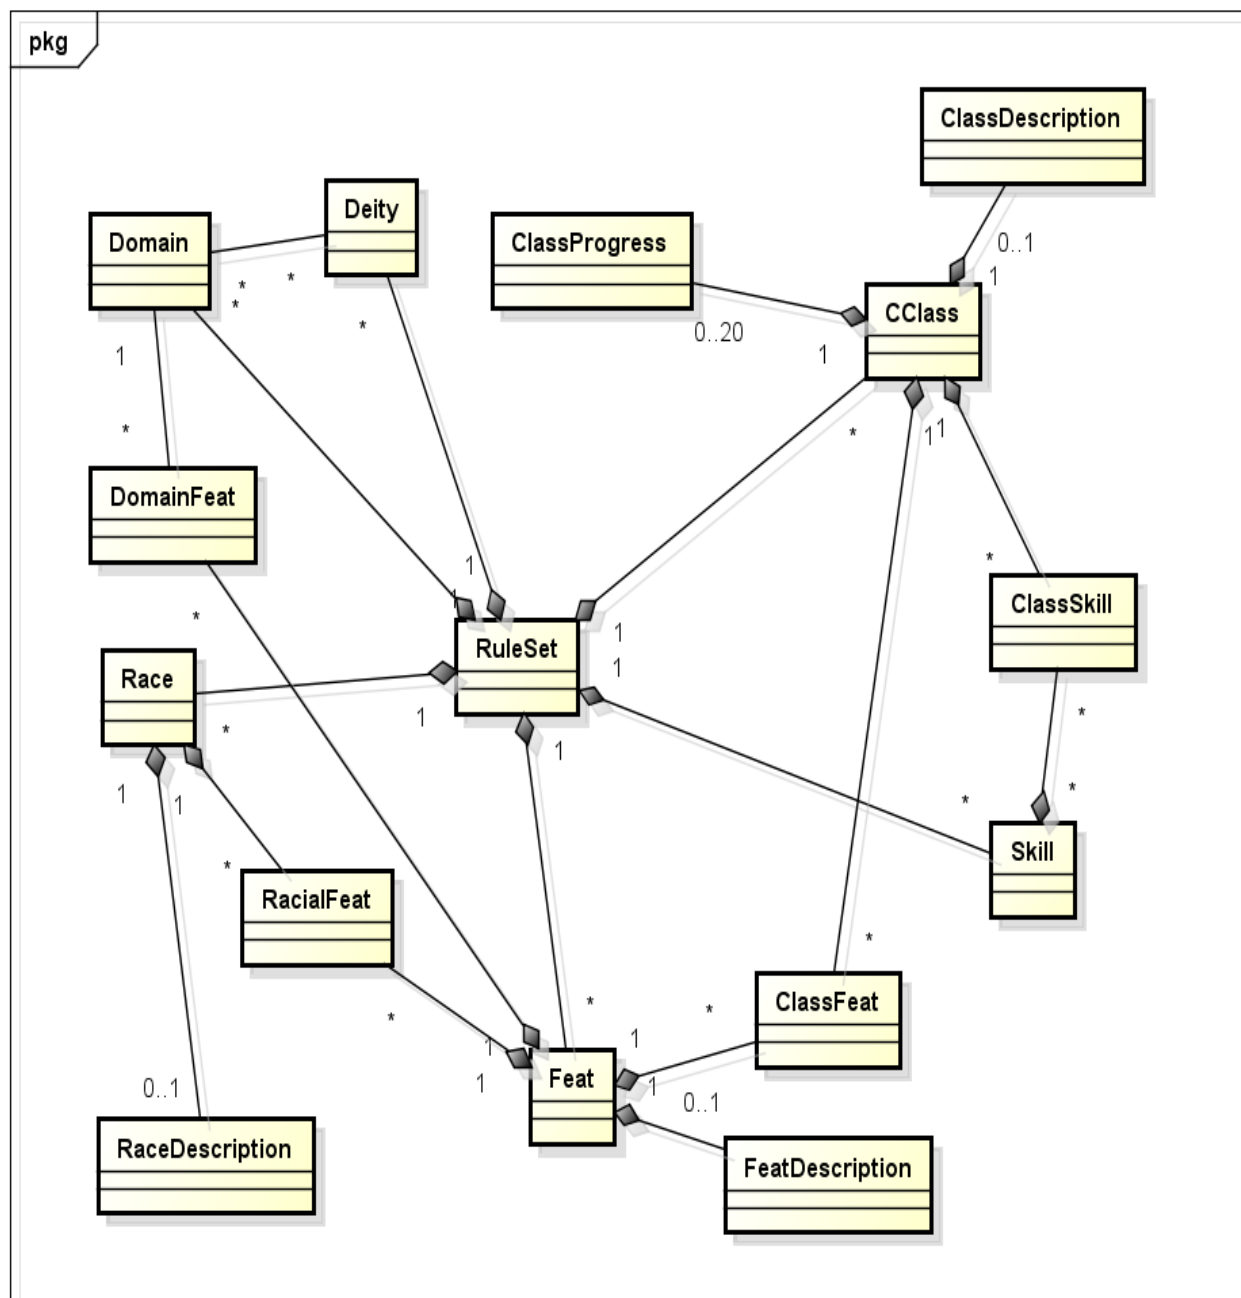 pkg
ClassDescription
Deity
Domain
ClassProgress
0..1
*
*
*
1
CClass
*
0..20
1
1
*
1
1
*
DomainFeat
*
1
*
ClassSkill
1
*
1
RuleSet
1
Race
1
*
*
1
1
1
*
*
Skill
*
RacialFeat
*
ClassFeat
*
*
*
1
1
Feat
1
1
0..1
0..1
RaceDescription
FeatDescription